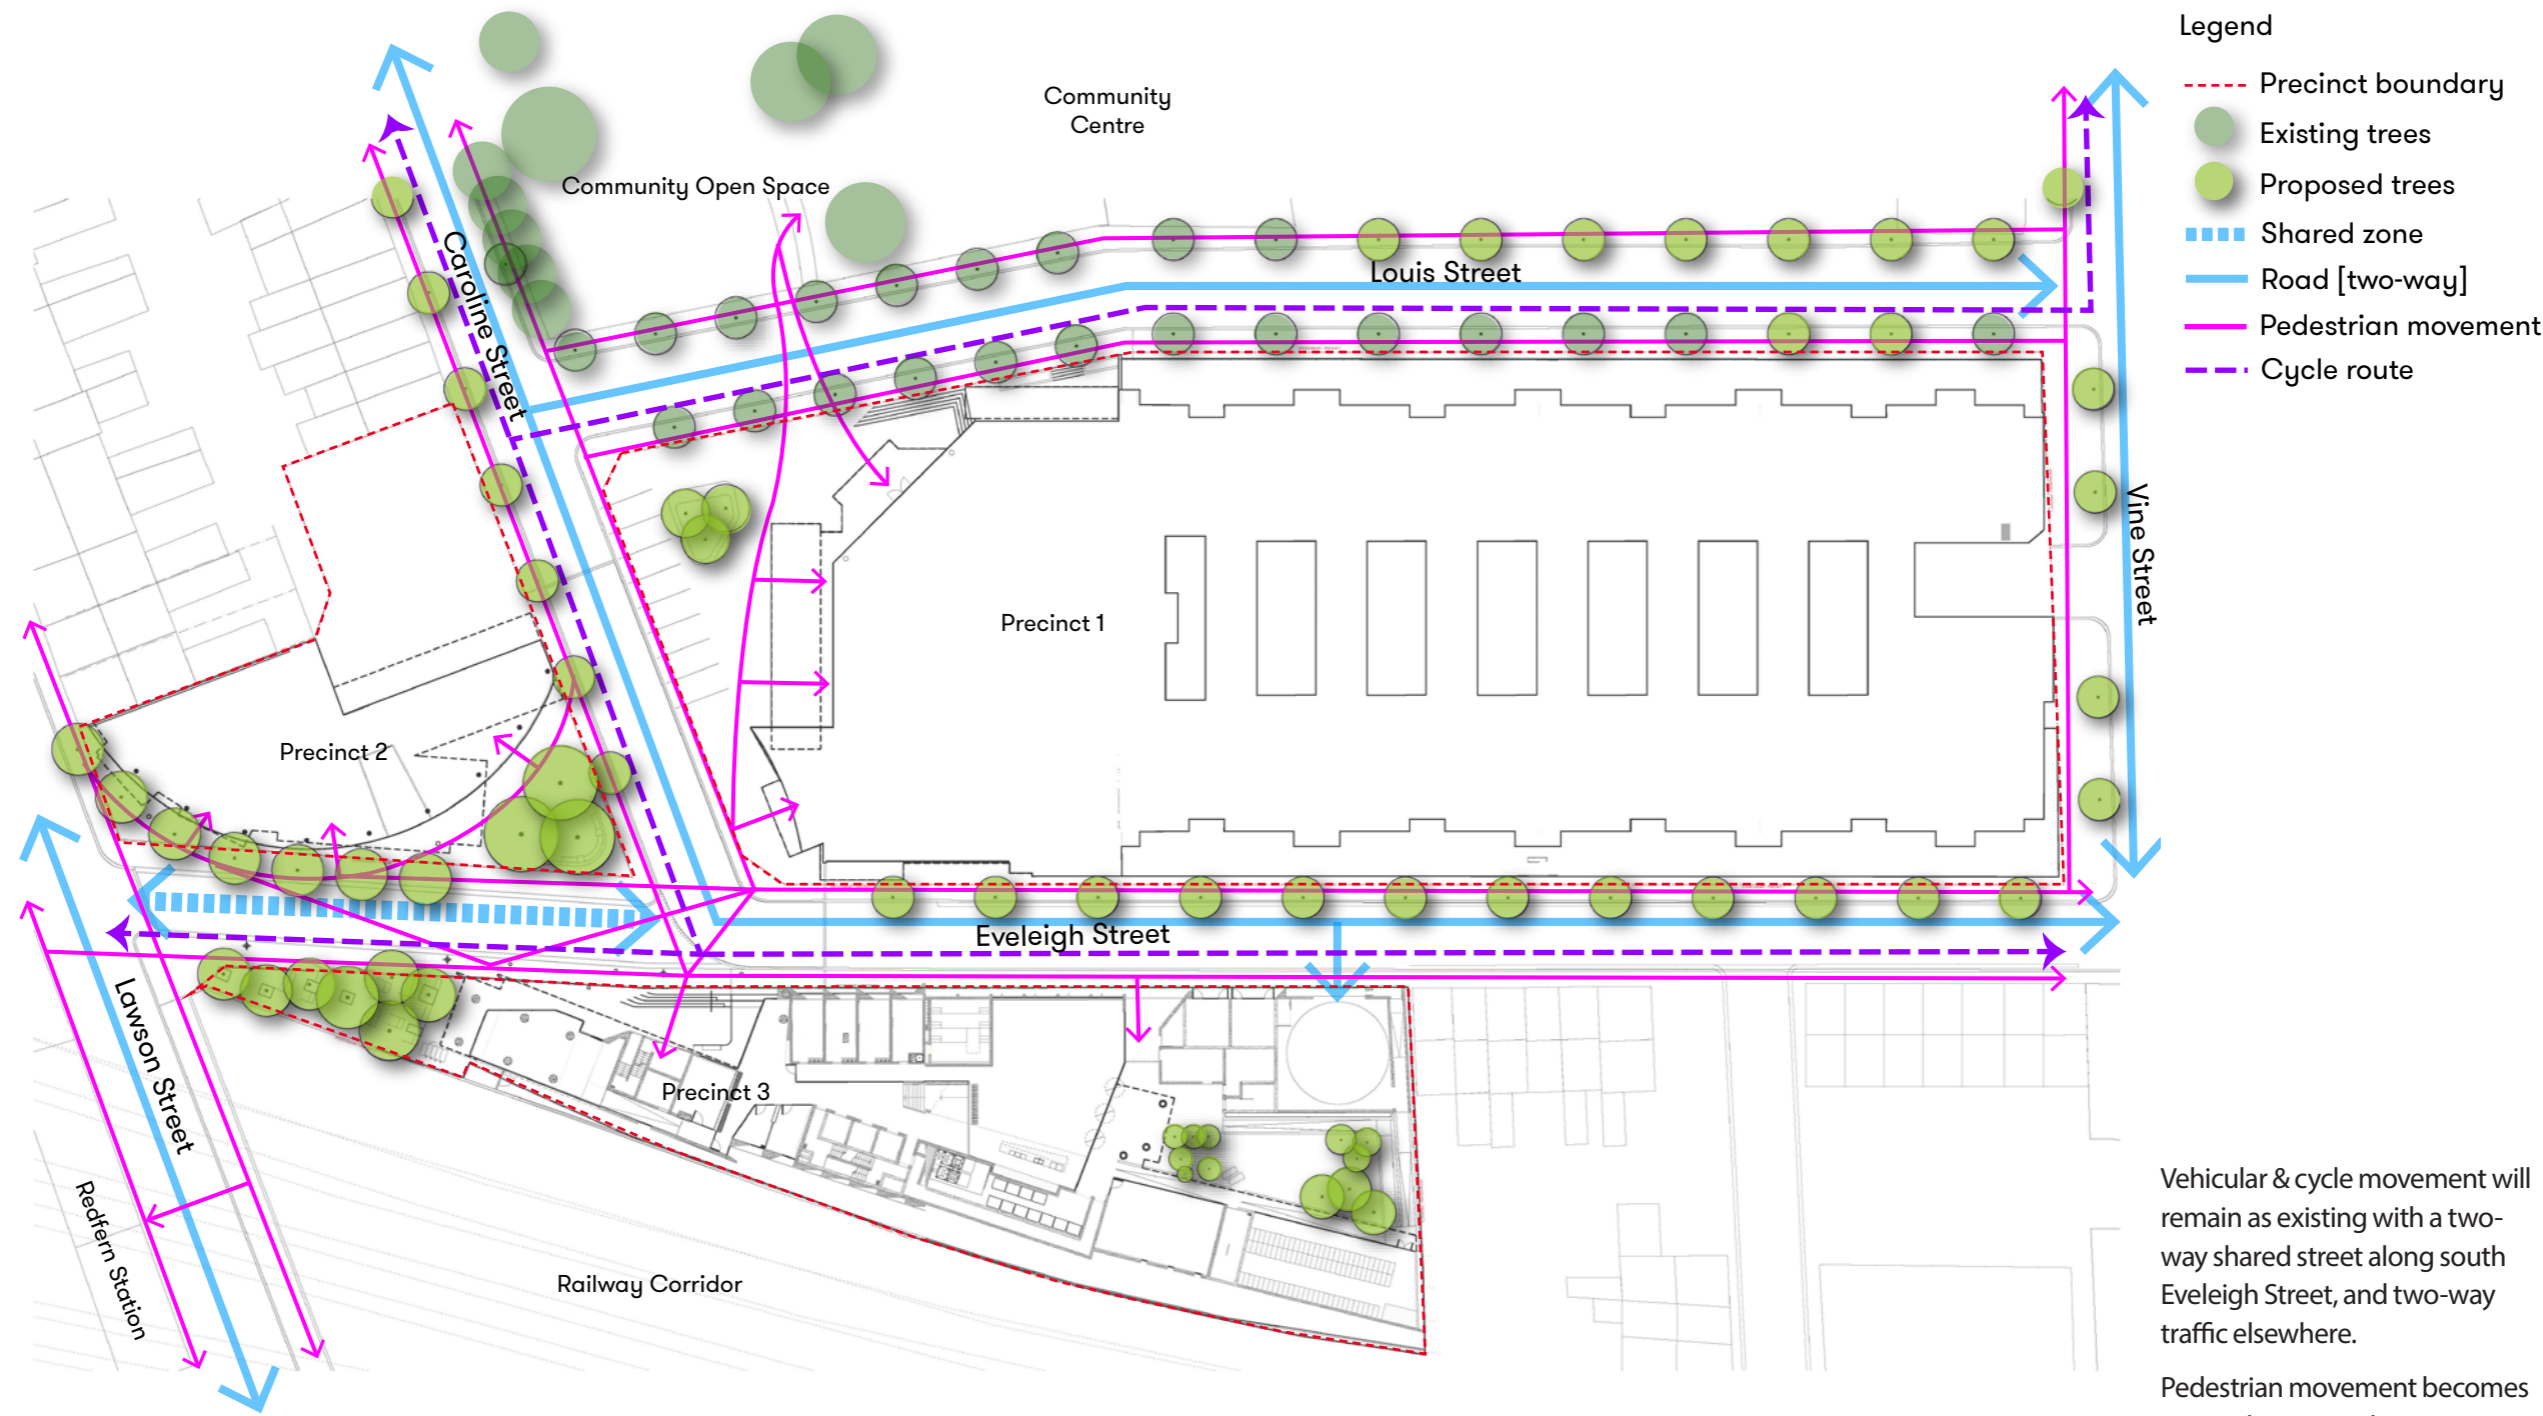 Legend
Precinct boundary
Existing trees
Proposed trees
Shared zone
Road [two-way]
Pedestrian movement
Cycle route
Community
Centre
Community Open Space
Caroline Street
Louis Street
Vine Street
Precinct 1
Precinct 2
Eveleigh Street
Lawson Street
Precinct 3
Redfern Station
Railway Corridor
Vehicular & cycle movement will
remain as existing with a two-
way shared street along south
Eveleigh Street, and two-way
traffic elsewhere.
Pedestrian movement becomes